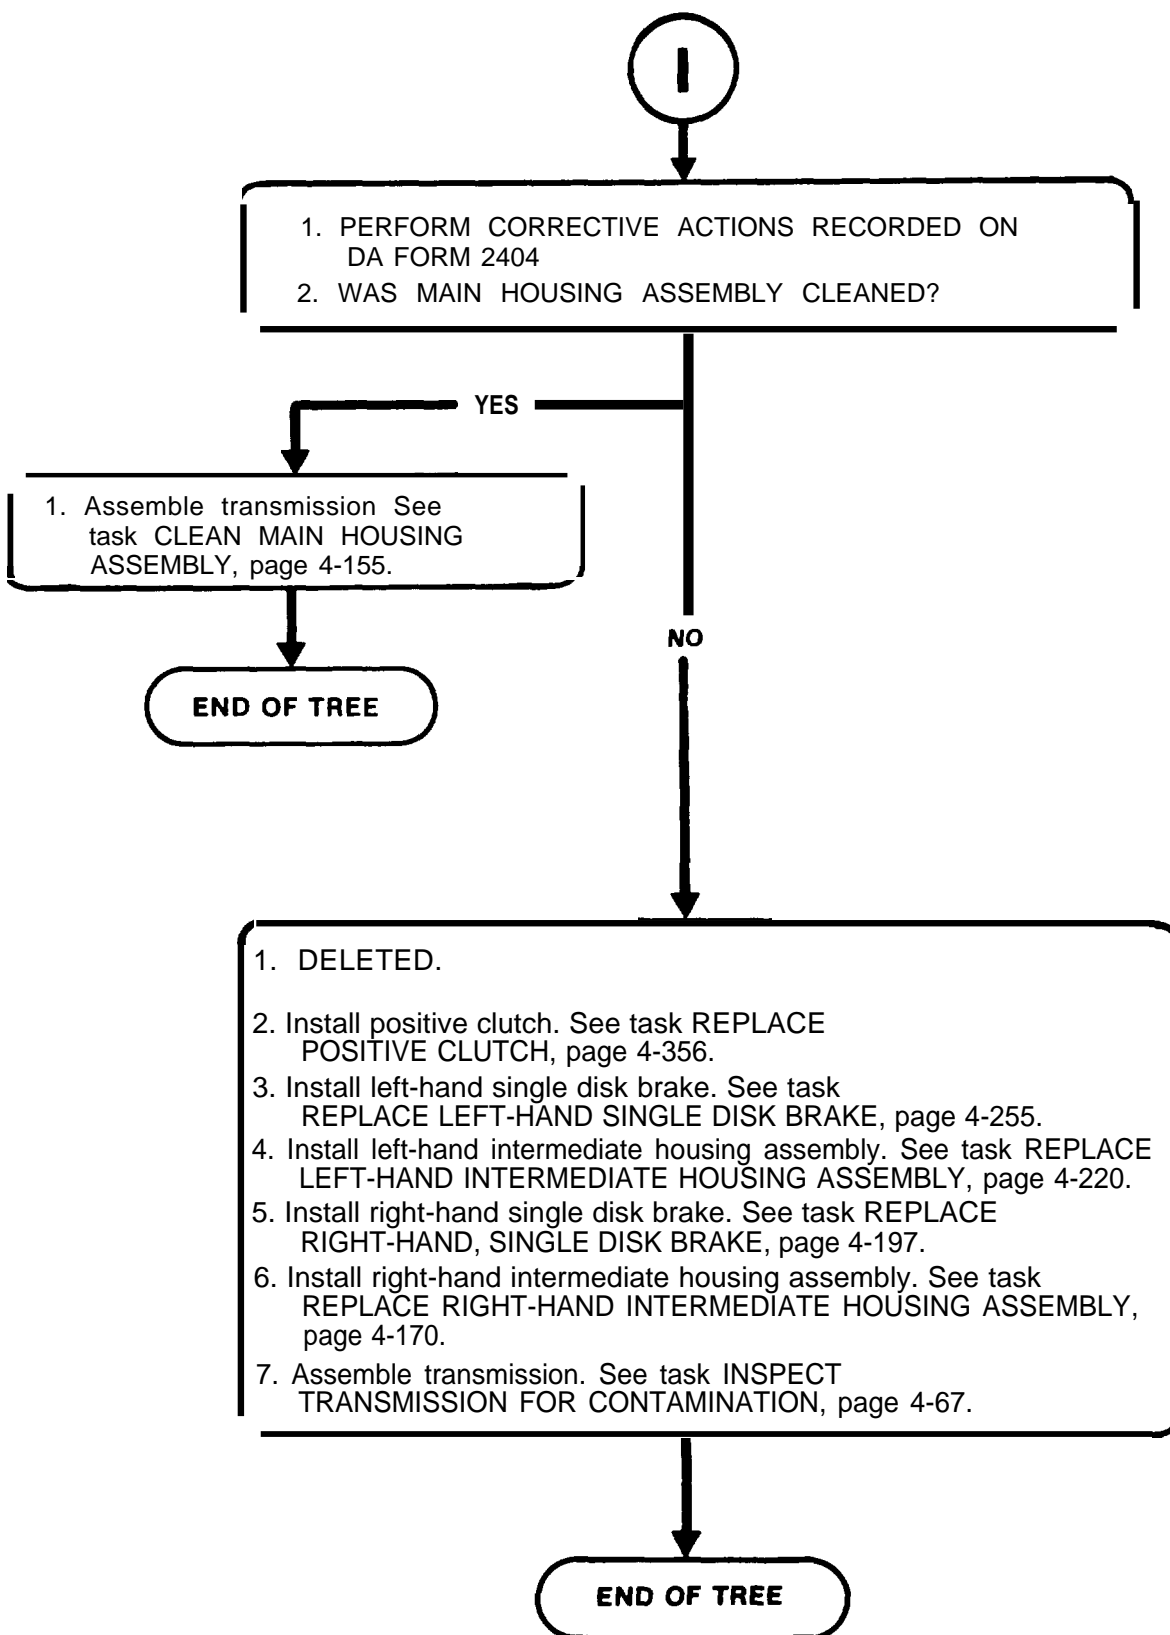 I
1. PERFORM CORRECTIVE ACTIONS RECORDED ON
DA FORM 2404
2. WAS MAIN HOUSING ASSEMBLY CLEANED?
YES
1. Assemble transmission See
task CLEAN MAIN HOUSING
ASSEMBLY, page 4-155.
END OF TREE
NO
1. DELETED.
2. Install positive clutch. See task REPLACE
POSITIVE CLUTCH, page 4-356.
3. Install left-hand single disk brake. See task
REPLACE LEFT-HAND SINGLE DISK BRAKE, page 4-255.
4. Install left-hand intermediate housing assembly. See task REPLACE
LEFT-HAND INTERMEDIATE HOUSING ASSEMBLY, page 4-220.
5. Install right-hand single disk brake. See task REPLACE
RIGHT-HAND, SINGLE DISK BRAKE, page 4-197.
6. Install right-hand intermediate housing assembly. See task
REPLACE RIGHT-HAND INTERMEDIATE HOUSING ASSEMBLY,
page 4-170.
7. Assemble transmission. See task INSPECT
TRANSMISSION FOR CONTAMINATION, page 4-67.
END OF TREE